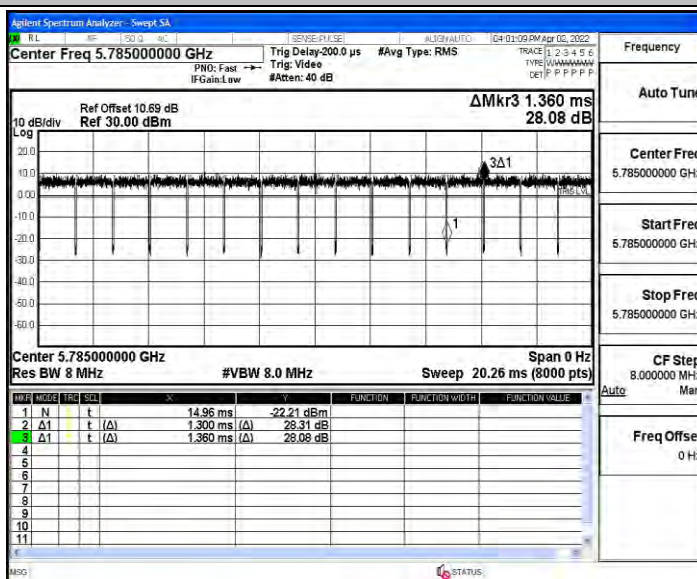 Agilent Spectrum Analyzer - Swept SA
RL RF 50 Ω AC SENSE:PULSE ALIGN AUTO 04:01:09 PM Apr 02, 2022
Center Freq 5.785000000 GHz
PNO: Fast
IFGain:Low
Trig Delay-200.0 µs
Trig: Video
#Atten: 40 dB
#Avg Type: RMS
TRACE 1 2 3 4 5 6
TYPE
DET P P P P P P
Ref Offset 10.69 dB
10 dB/div Ref 30.00 dBm
Log
ΔMkr3 1.360 ms
28.08 dB
20.0
10.0
0.00
-10.0
-20.0
-30.0
-40.0
-50.0
-60.0
3Δ1
TRIG LVL
1
Center 5.785000000 GHz Span 0 Hz
Res BW 8 MHz #VBW 8.0 MHz Sweep 20.26 ms (8000 pts)
MKR MODE TRC SCL X Y FUNCTION FUNCTION WIDTH FUNCTION VALUE
1 N t 14.96 ms -22.21 dBm
2 Δ1 t (Δ) 1.300 ms (Δ) 28.31 dB
3 Δ1 t (Δ) 1.360 ms (Δ) 28.08 dB
4
5
6
7
8
9
10
11
MSG STATUS
Frequency
Auto Tune
Center Freq
5.785000000 GHz
Start Freq
5.785000000 GHz
Stop Freq
5.785000000 GHz
CF Step
8.000000 MHz
Auto Man
Freq Offset
0 Hz